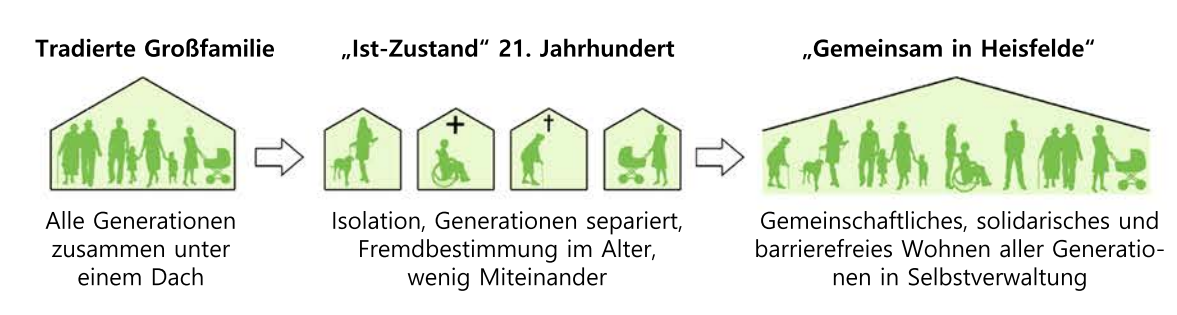 Tradierte Großfamilie
Alle Generationen
zusammen unter
einem Dach
„Ist-Zustand“ 21. Jahrhundert
Isolation, Generationen separiert,
Fremdbestimmung im Alter,
wenig Miteinander
„Gemeinsam in Heisfelde“
Gemeinschaftliches, solidarisches und
barrierefreies Wohnen aller Generatio-
nen in Selbstverwaltung